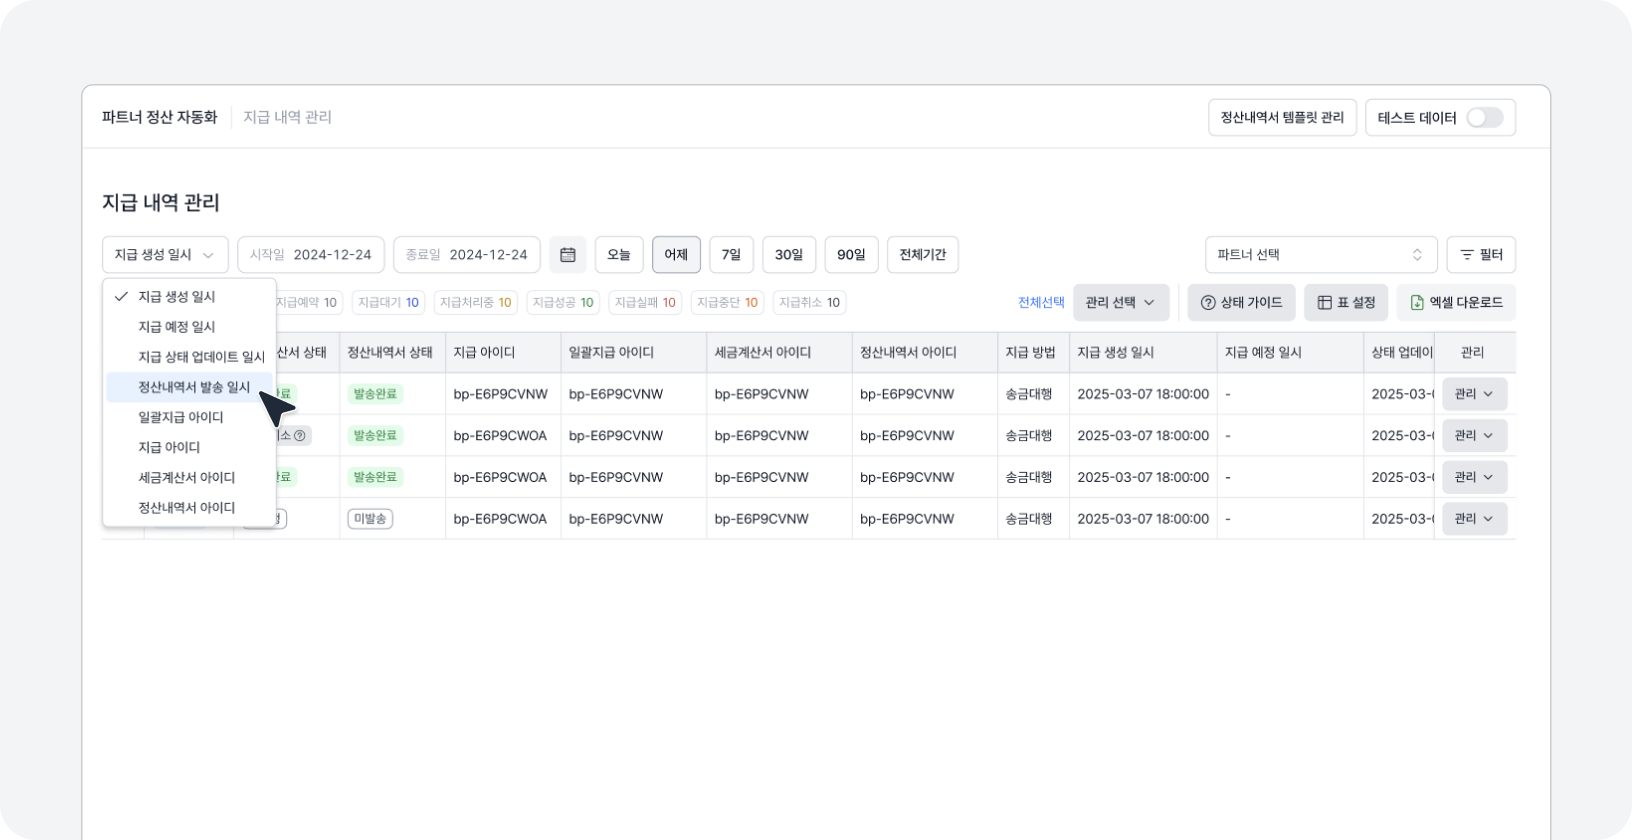 파트너 정산 자동화 지급 내역 관리 정산내역서 템플릿 관리 테스트 데이터
지급 내역 관리
지급 생성 일시 시작일 2024-12-24 종료일 2024-12-24 오늘 어제 7일 30일 90일 전체기간 파트너 선택 필터
지급 생성 일시
지급 예정 일시
지급 상태 업데이트 일시
정산내역서 발송 일시
일괄지급 아이디
지급 아이디
세금계산서 아이디
정산내역서 아이디
지급예약 10 지급대기 10 지급처리중 10 지급성공 10 지급실패 10 지급중단 10 지급취소 10 전체선택 관리 선택 상태 가이드 표 설정 엑셀 다운로드
산서 상태 정산내역서 상태 지급 아이디 일괄지급 아이디 세금계산서 아이디 정산내역서 아이디 지급 방법 지급 생성 일시 지급 예정 일시 상태 업데이 관리
료 발송완료 bp-E6P9CVNW bp-E6P9CVNW bp-E6P9CVNW bp-E6P9CVNW 송금대행 2025-03-07 18:00:00 - 2025-03-0 관리
소 발송완료 bp-E6P9CWOA bp-E6P9CVNW bp-E6P9CVNW bp-E6P9CVNW 송금대행 2025-03-07 18:00:00 - 2025-03-0 관리
료 발송완료 bp-E6P9CWOA bp-E6P9CVNW bp-E6P9CVNW bp-E6P9CVNW 송금대행 2025-03-07 18:00:00 - 2025-03-0 관리
미발송 bp-E6P9CWOA bp-E6P9CVNW bp-E6P9CVNW bp-E6P9CVNW 송금대행 2025-03-07 18:00:00 - 2025-03-0 관리